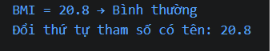 BMI = 20.8 → Bình thường
Đổi thứ tự tham số có tên: 20.8